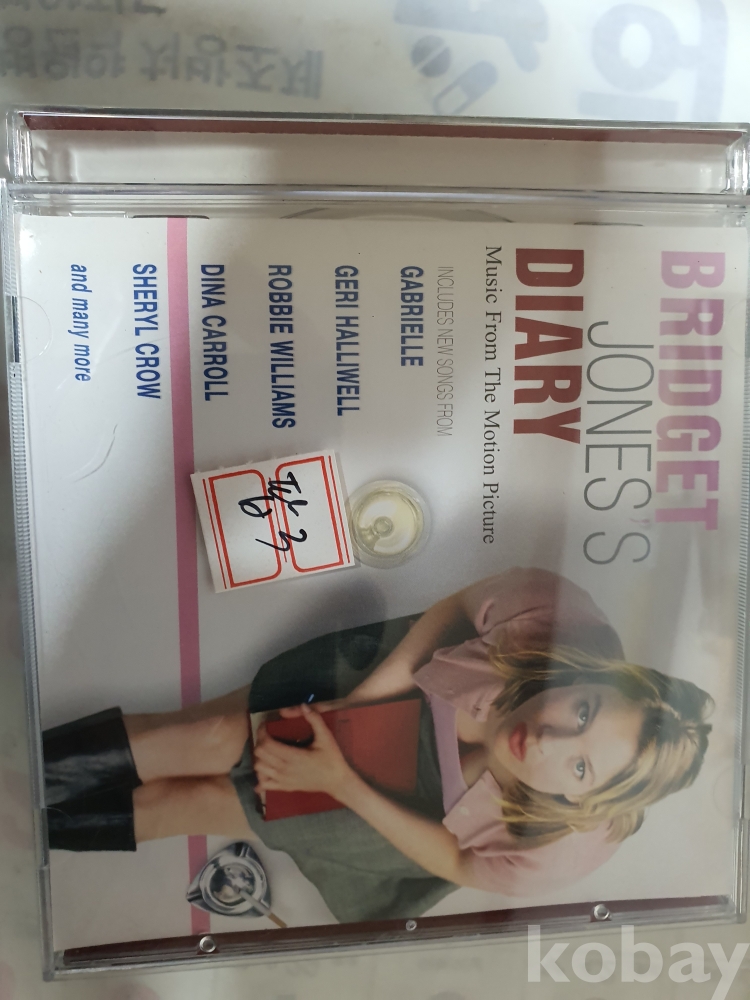 BRIDGET
JONES'S
DIARY
Music From The Motion Picture
INCLUDES NEW SONGS FROM
GABRIELLE
GERI HALLIWELL
ROBBIE WILLIAMS
DINA CARROLL
SHERYL CROW
and many more
kobay